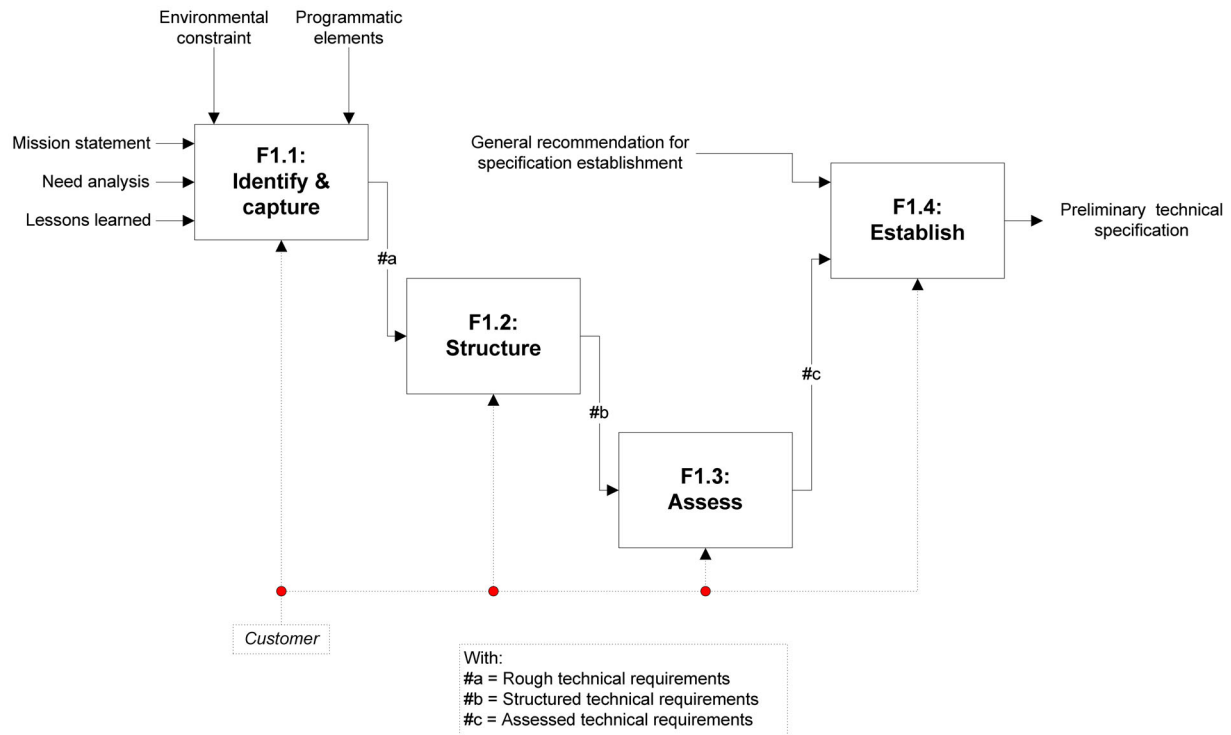 Environmental
constraint
Programmatic
elements
Mission statement
Need analysis
Lessons learned
F1.1:
Identify &
capture
General recommendation for
specification establishment
F1.4:
Establish
Preliminary technical
specification
#a
F1.2:
Structure
#c
#b
F1.3:
Assess
Customer
With:
#a = Rough technical requirements
#b = Structured technical requirements
#c = Assessed technical requirements